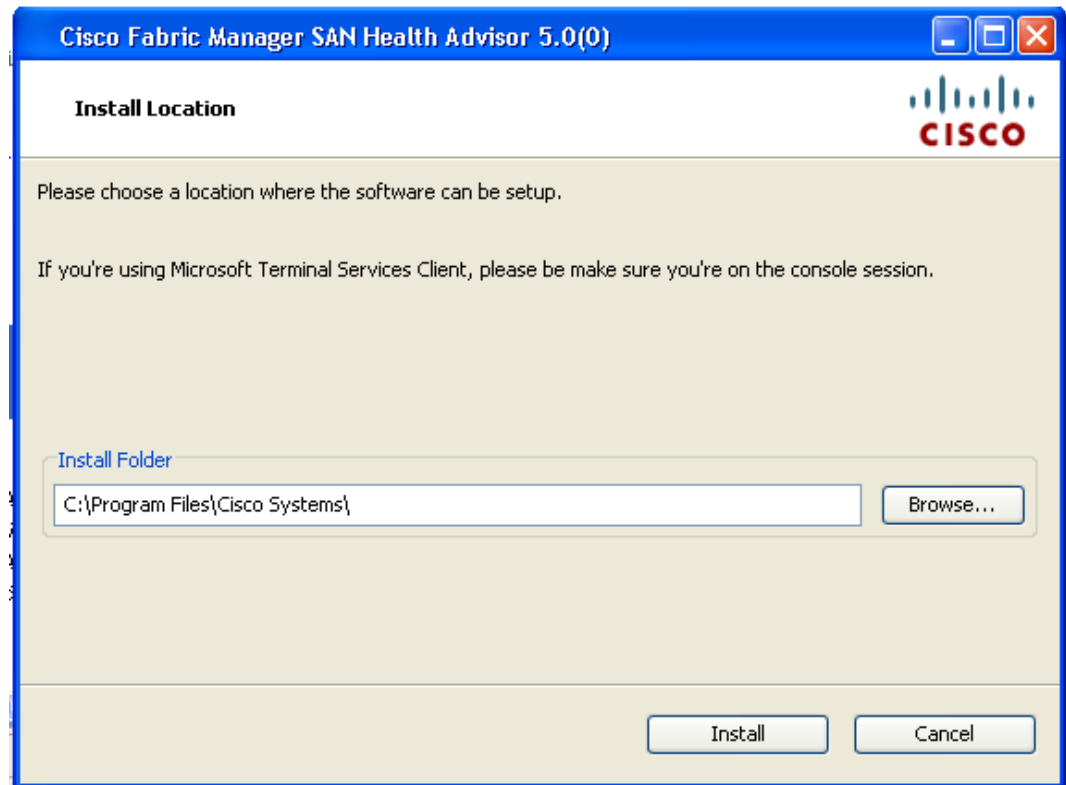 Cisco Fabric Manager SAN Health Advisor 5.0(0)
Install Location
CISCO
Please choose a location where the software can be setup.
If you're using Microsoft Terminal Services Client, please be make sure you're on the console session.
Install Folder
C:\Program Files\Cisco Systems\
Browse...
Install
Cancel